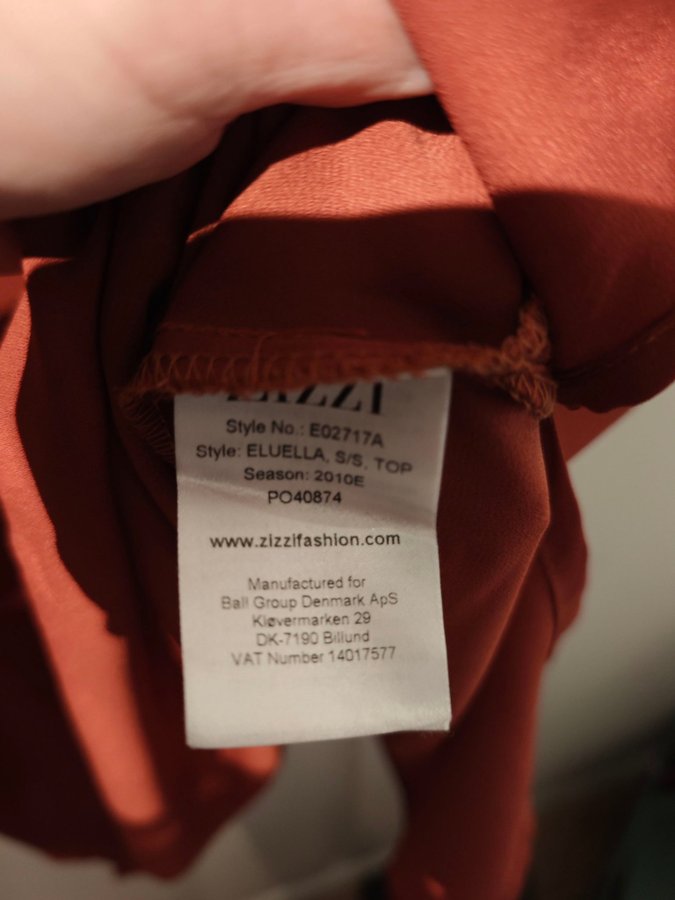 ZIZZI
Style No.: E02717A
Style: ELUELLA, S/S, TOP
Season: 2010E
PO40874
www.zizzifashion.com
Manufactured for
Ball Group Denmark ApS
Kløvermarken 29
DK-7190 Billund
VAT Number 14017577